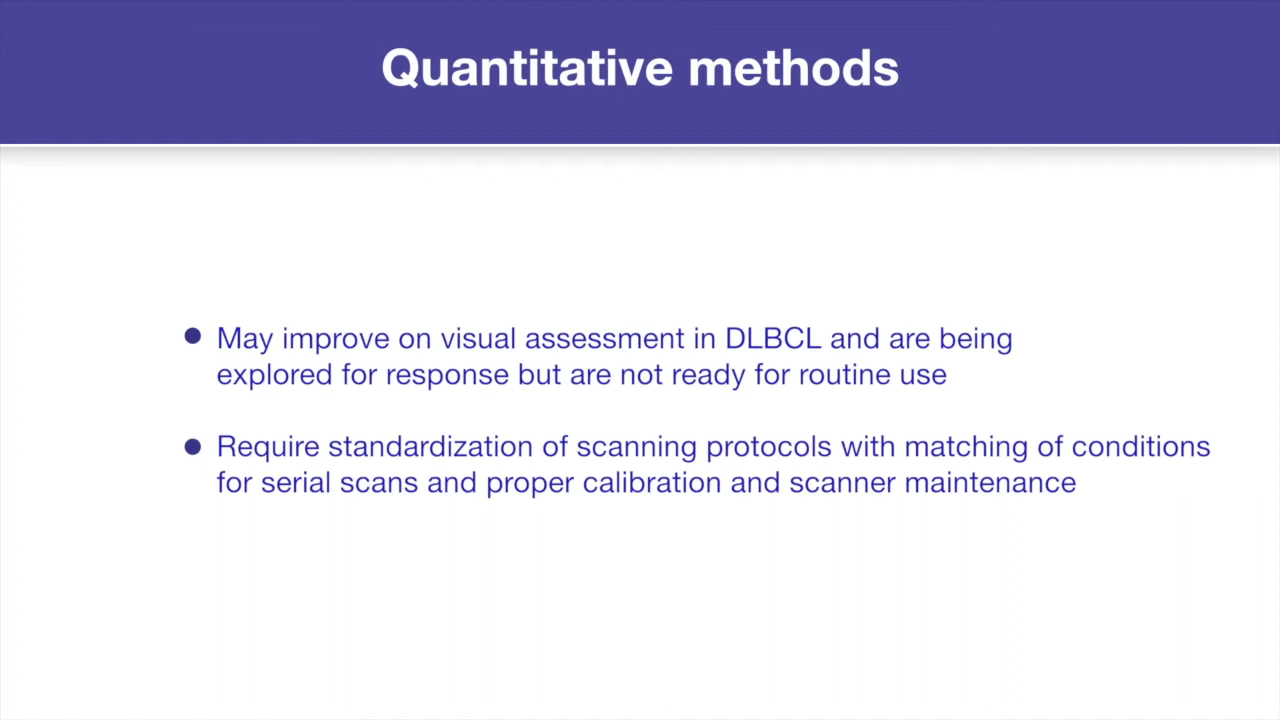 Quantitative methods
● May improve on visual assessment in DLBCL and are being
explored for response but are not ready for routine use
● Require standardization of scanning protocols with matching of conditions
for serial scans and proper calibration and scanner maintenance